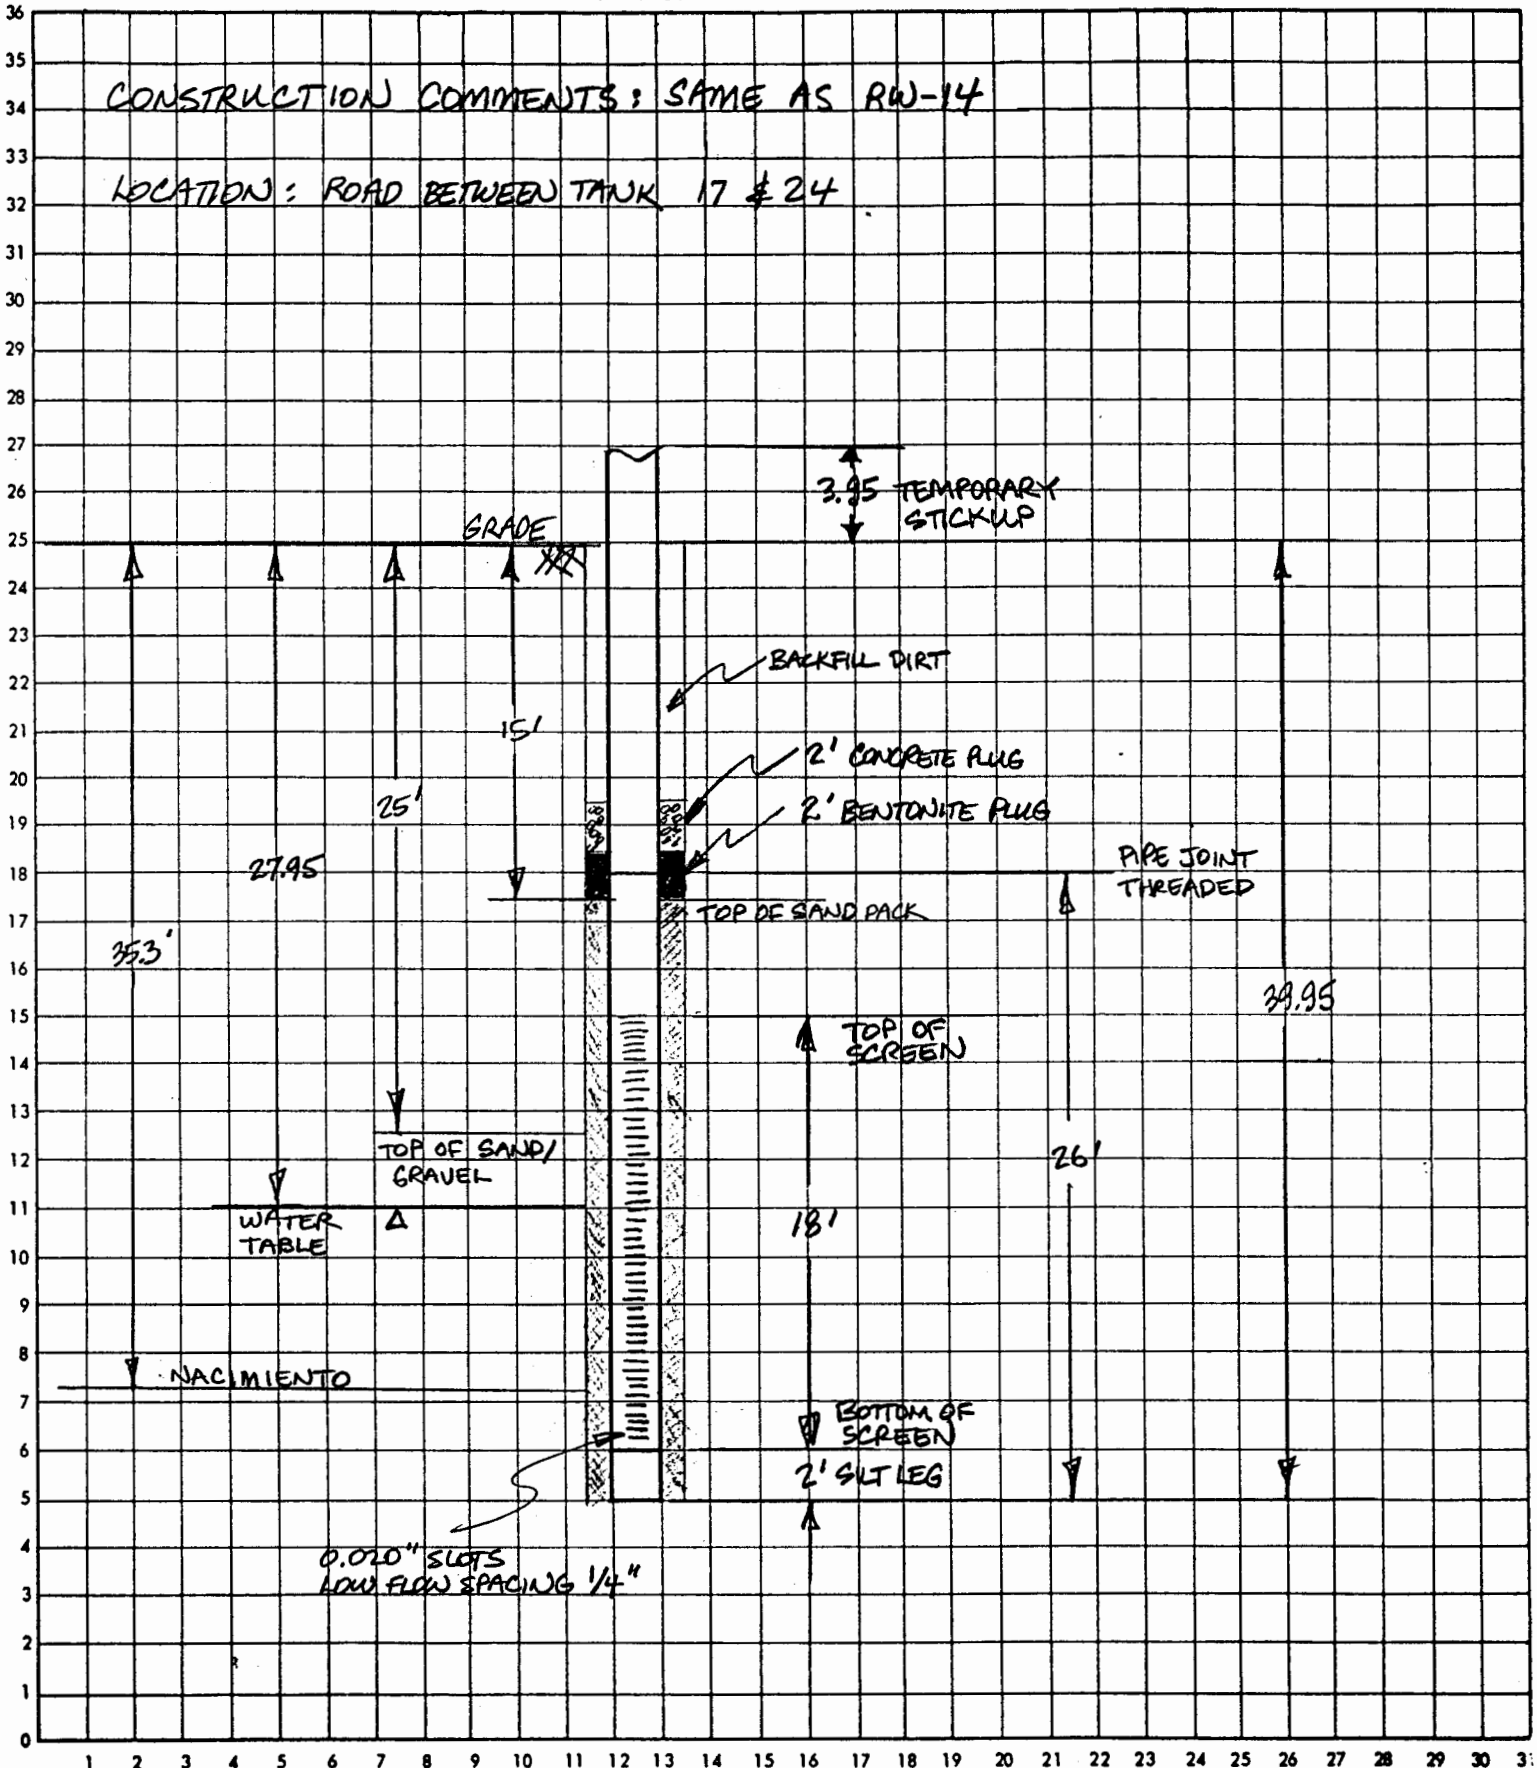 36
35
CONSTRUCTION COMMENTS: SAME AS RW-14
34
33
LOCATION: ROAD BETWEEN TANK 17 & 24
32
31
30
29
28
27
3.95 TEMPORARY
STICKUP
26
GRADE
25
24
23
BACKFILL DIRT
22
15'
21
2' CONCRETE PLUG
20
25'
2' BENTONITE PLUG
19
27.95
PIPE JOINT
THREADED
18
TOP OF SAND PACK
17
35.3'
16
39.95
15
TOP OF
SCREEN
14
13
TOP OF SAND/
GRAVEL
12
26'
11
WATER
TABLE
18'
10
9
8
NACIMIENTO
7
BOTTOM OF
SCREEN
6
2' SILT LEG
5
4
0.020" SLOTS
LOW FLOW SPACING 1/4"
3
2
1
0
1 2 3 4 5 6 7 8 9 10 11 12 13 14 15 16 17 18 19 20 21 22 23 24 25 26 27 28 29 30